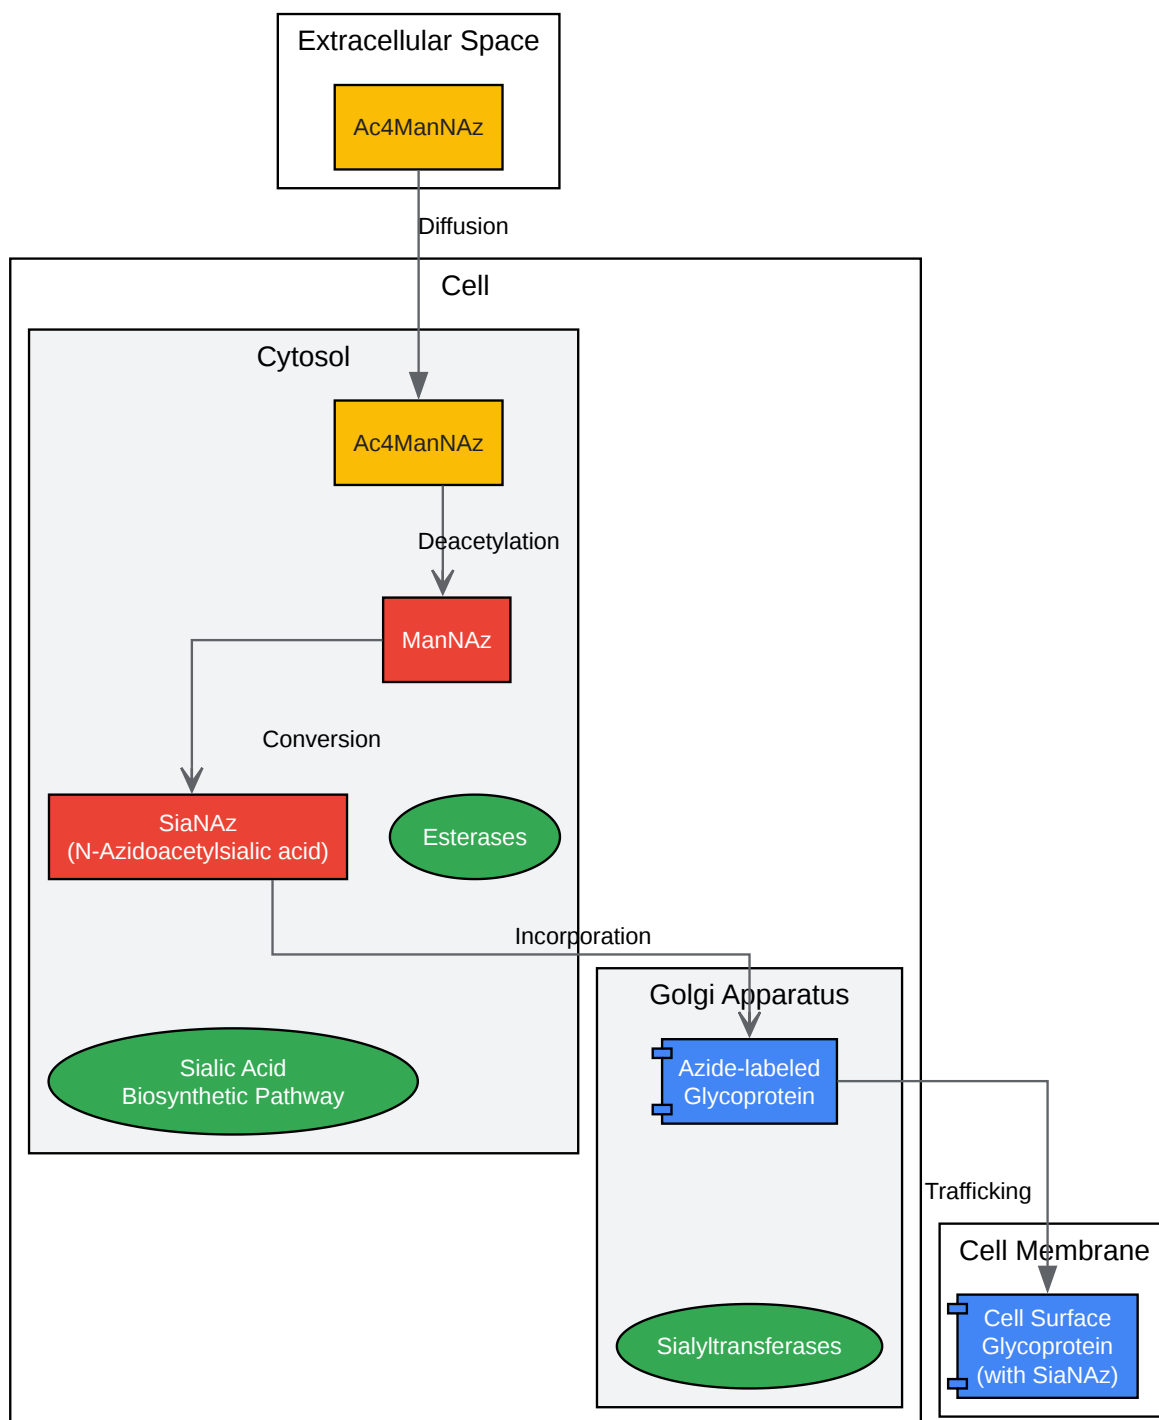 Extracellular Space
Ac4ManNAz
Diffusion
Cell
Cytosol
Ac4ManNAz
Deacetylation
ManNAz
Conversion
SiaNAz
(N-Azidoacetylsialic acid)
Esterases
Incorporation
Golgi Apparatus
Sialic Acid
Biosynthetic Pathway
Azide-labeled
Glycoprotein
Trafficking
Cell Membrane
Cell Surface
Glycoprotein
(with SiaNAz)
Sialyltransferases